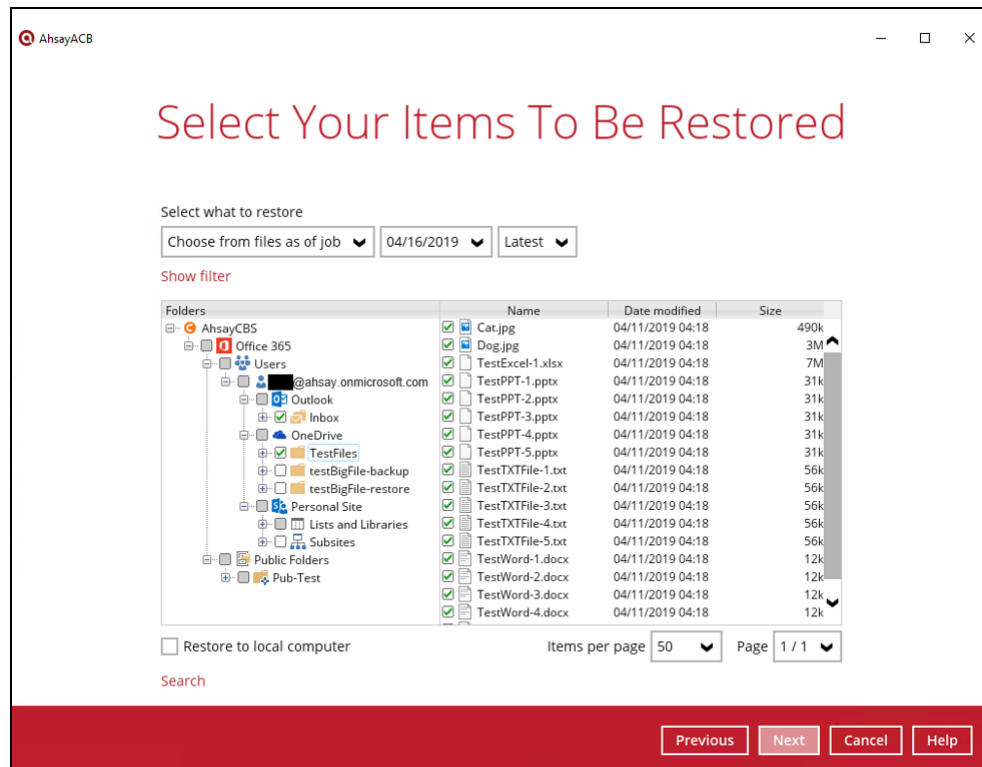 AhsayACB
Select Your Items To Be Restored
Select what to restore
Choose from files as of job 04/16/2019 Latest
Show filter
Folders Name Date modified Size
AhsayCBS
Office 365
Users
@ahsay.onmicrosoft.com
Outlook
Inbox
OneDrive
TestFiles
testBigFile-backup
testBigFile-restore
Personal Site
Lists and Libraries
Subsites
Public Folders
Pub-Test
Cat.jpg 04/11/2019 04:18 490k
Dog.jpg 04/11/2019 04:18 3M
TestExcel-1.xlsx 04/11/2019 04:18 7M
TestPPT-1.pptx 04/11/2019 04:18 31k
TestPPT-2.pptx 04/11/2019 04:18 31k
TestPPT-3.pptx 04/11/2019 04:18 31k
TestPPT-4.pptx 04/11/2019 04:18 31k
TestPPT-5.pptx 04/11/2019 04:18 31k
TestTXTFile-1.txt 04/11/2019 04:18 56k
TestTXTFile-2.txt 04/11/2019 04:18 56k
TestTXTFile-3.txt 04/11/2019 04:18 56k
TestTXTFile-4.txt 04/11/2019 04:18 56k
TestTXTFile-5.txt 04/11/2019 04:18 56k
TestWord-1.docx 04/11/2019 04:18 12k
TestWord-2.docx 04/11/2019 04:18 12k
TestWord-3.docx 04/11/2019 04:18 12k
TestWord-4.docx 04/11/2019 04:18 12k
Restore to local computer Items per page 50 Page 1 / 1
Search
Previous Next Cancel Help